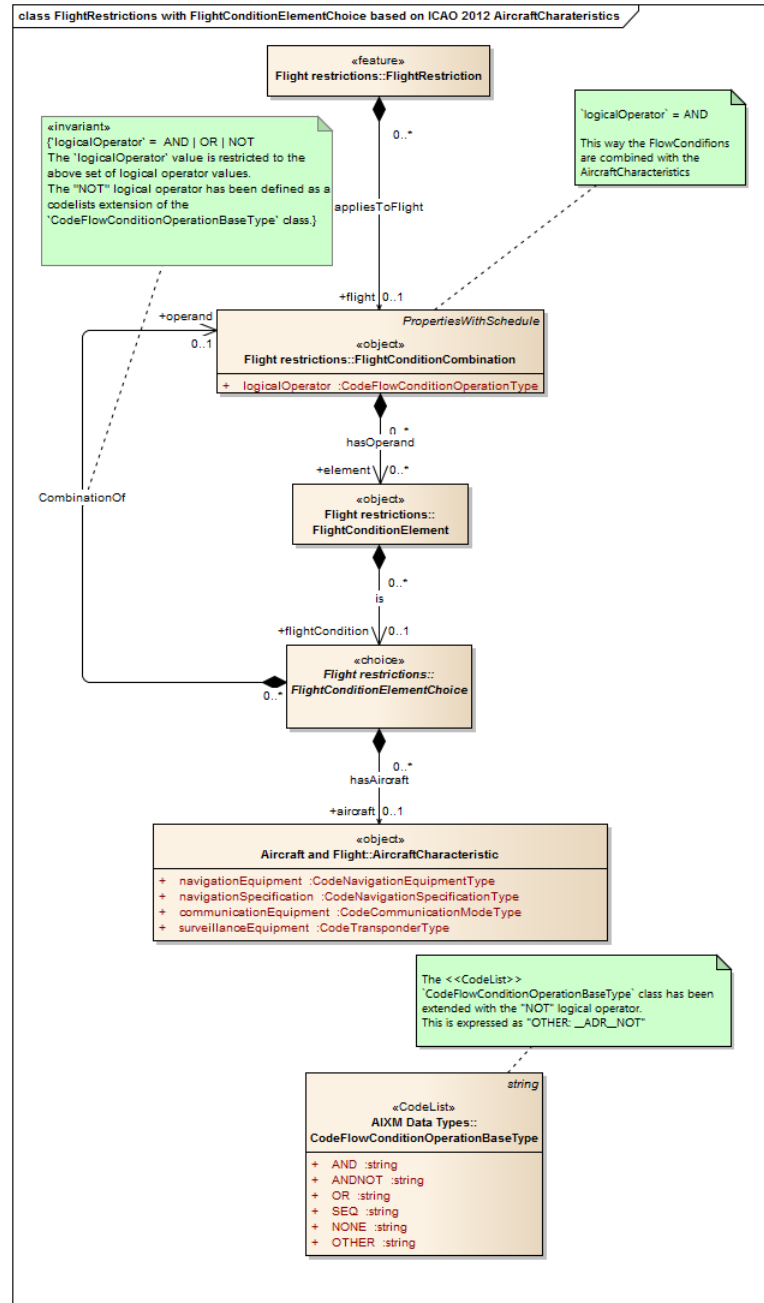 class FlightRestrictions with FlightConditionElementChoice based on ICAO 2012 AircraftCharateristics
«feature»
Flight restrictions::FlightRestriction
`logicalOperator` = AND
This way the FlowCondifions
are combined with the
AircraftCharacteristics
«invariant»
{`logicalOperator` = AND | OR | NOT
The `logicalOperator` value is restricted to the
above set of logical operator values.
The "NOT" logical operator has been defined as a
codelists extension of the
`CodeFlowConditionOperationBaseType` class.}
0..*
appliesToFlight
+flight 0..1
+operand
0..1
PropertiesWithSchedule
«object»
Flight restrictions::FlightConditionCombination
+ logicalOperator :CodeFlowConditionOperationType
0..*
hasOperand
+element 0..*
CombinationOf
«object»
Flight restrictions::
FlightConditionElement
0..*
is
+flightCondition 0..1
«choice»
Flight restrictions::
FlightConditionElementChoice
0..*
0..*
hasAircraft
+aircraft 0..1
«object»
Aircraft and Flight::AircraftCharacteristic
+ navigationEquipment :CodeNavigationEquipmentType
+ navigationSpecification :CodeNavigationSpecificationType
+ communicationEquipment :CodeCommunicationModeType
+ surveillanceEquipment :CodeTransponderType
The <<CodeList>>
`CodeFlowConditionOperationBaseType` class has been
extended with the "NOT" logical operator.
This is expressed as "OTHER: __ADR__NOT"
string
«CodeList»
AIXM Data Types::
CodeFlowConditionOperationBaseType
+ AND :string
+ ANDNOT :string
+ OR :string
+ SEQ :string
+ NONE :string
+ OTHER :string